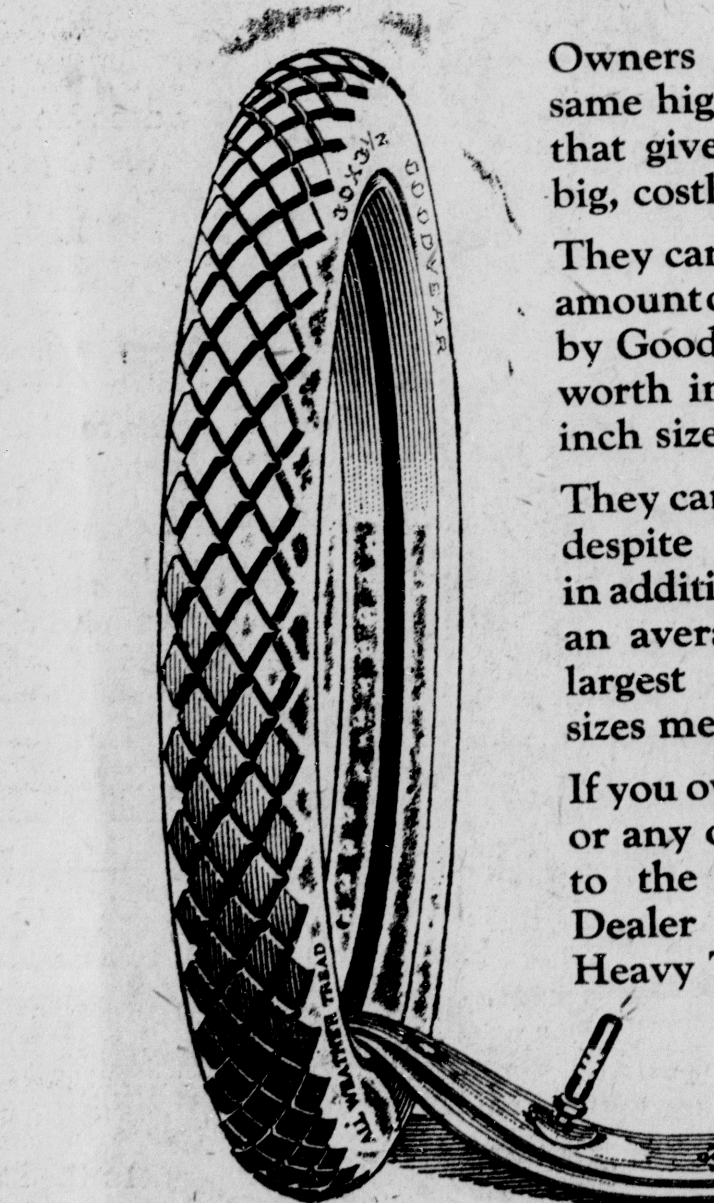 30X3½
GOODYEAR
ALL WEATHER TREAD
Owners
same hig
that give
big, costl
They can
amount
by Good
worth in
inch size
They can
despite
in additi
an avera
largest
sizes me
If you ow
or any
to the
Dealer
Heavy T